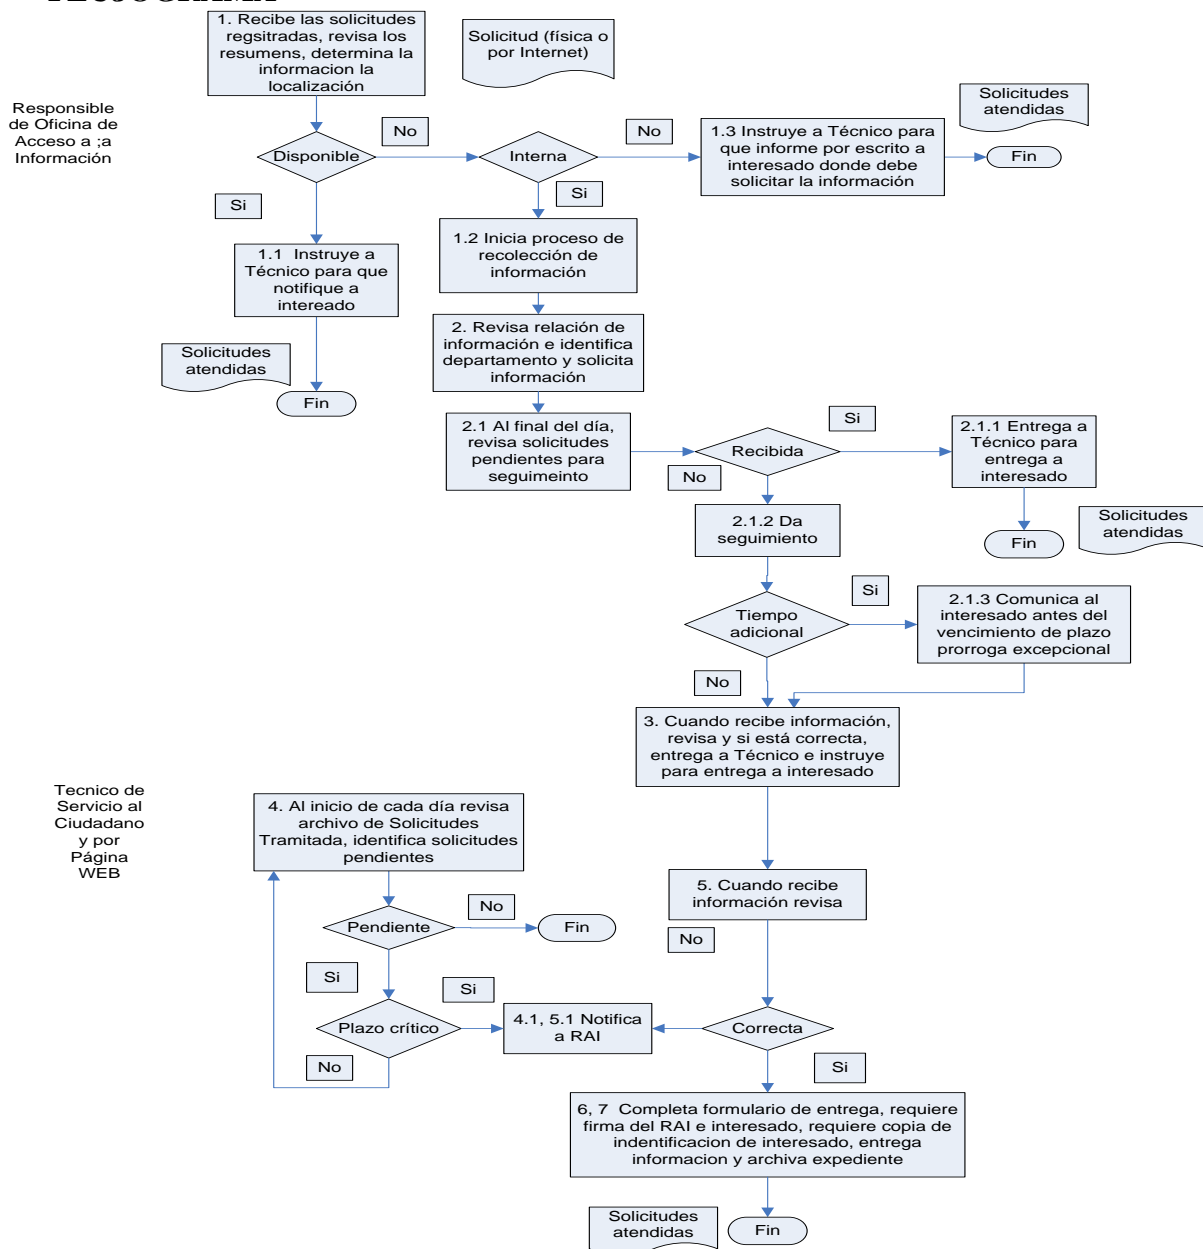 1. Recibe las solicitudes
regsitradas, revisa los
resumens, determina la
informacion la
localización
Solicitud (física o
por Internet)
Responsible
de Oficina de
Acceso a ;a
Información
Solicitudes
atendidas
No
No
Disponible
Interna
1.3 Instruye a Técnico para
que informe por escrito a
interesado donde debe
solicitar la información
Fin
Si
Si
1.1 Instruye a
Técnico para que
notifique a
intereado
1.2 Inicia proceso de
recolección de
información
2. Revisa relación de
información e identifica
departamento y solicita
información
Solicitudes
atendidas
Fin
2.1 Al final del día,
revisa solicitudes
pendientes para
seguimeinto
Recibida
Si
No
2.1.1 Entrega a
Técnico para
entrega a
interesado
2.1.2 Da
seguimiento
Fin
Solicitudes
atendidas
Tiempo
adicional
Si
2.1.3 Comunica al
interesado antes del
vencimiento de plazo
prorroga excepcional
No
3. Cuando recibe información,
revisa y si está correcta,
entrega a Técnico e instruye
para entrega a interesado
Tecnico de
Servicio al
Ciudadano
y por
Página
WEB
4. Al inicio de cada día revisa
archivo de Solicitudes
Tramitada, identifica solicitudes
pendientes
5. Cuando recibe
información revisa
No
Pendiente
Fin
No
Si
Si
Plazo crítico
4.1, 5.1 Notifica
a RAI
Correcta
No
Si
6, 7 Completa formulario de entrega, requiere
firma del RAI e interesado, requiere copia de
indentificacion de interesado, entrega
informacion y archiva expediente
Solicitudes
atendidas
Fin